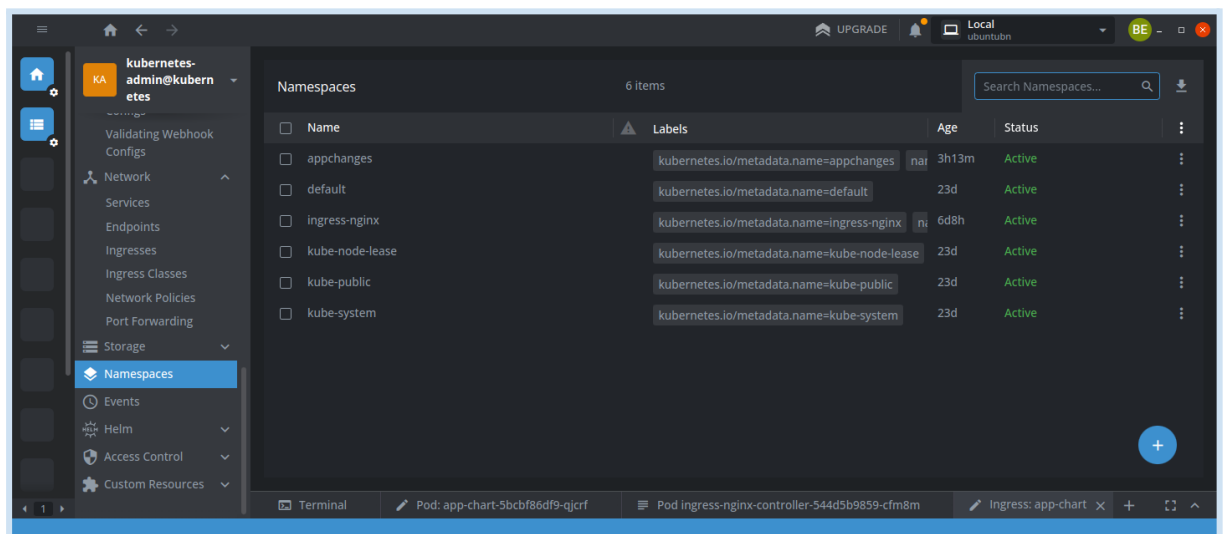 UPGRADE
Local
ubuntubn
BE
KA
kubernetes-
admin@kubern
etes
Configs
Validating Webhook
Configs
Network
Services
Endpoints
Ingresses
Ingress Classes
Network Policies
Port Forwarding
Storage
Namespaces
Events
Helm
Access Control
Custom Resources
1
Namespaces
6 items
Search Namespaces...
Name Labels Age Status
appchanges kubernetes.io/metadata.name=appchanges nar 3h13m Active
default kubernetes.io/metadata.name=default 23d Active
ingress-nginx kubernetes.io/metadata.name=ingress-nginx na 6d8h Active
kube-node-lease kubernetes.io/metadata.name=kube-node-lease 23d Active
kube-public kubernetes.io/metadata.name=kube-public 23d Active
kube-system kubernetes.io/metadata.name=kube-system 23d Active
Terminal Pod: app-chart-5bcbf86df9-qjcrf Pod ingress-nginx-controller-544d5b9859-cfm8m Ingress: app-chart